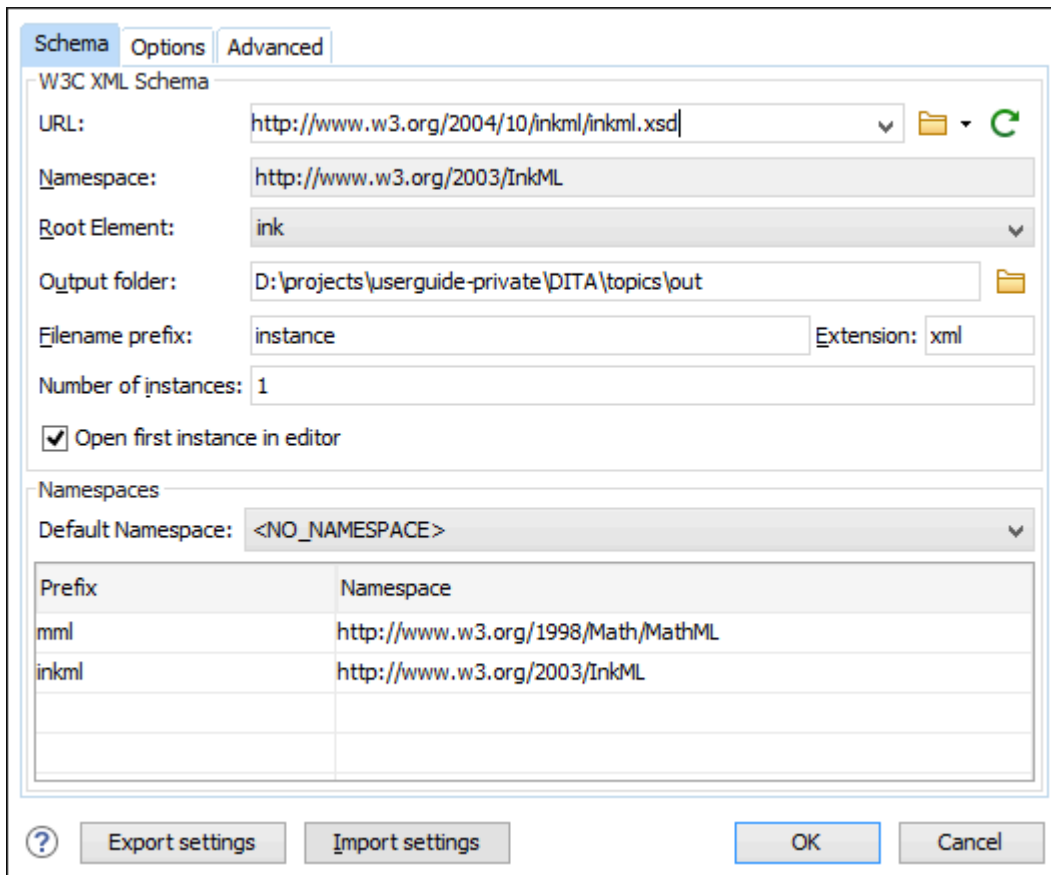 Schema Options Advanced
W3C XML Schema
URL: http://www.w3.org/2004/10/inkml/inkml.xsd
Namespace: http://www.w3.org/2003/InkML
Root Element: ink
Output folder: D:\projects\userguide-private\DITA\topics\out
Filename prefix: instance Extension: xml
Number of instances: 1
Open first instance in editor
Namespaces
Default Namespace: <NO_NAMESPACE>
Prefix Namespace
mml http://www.w3.org/1998/Math/MathML
inkml http://www.w3.org/2003/InkML
? Export settings Import settings OK Cancel